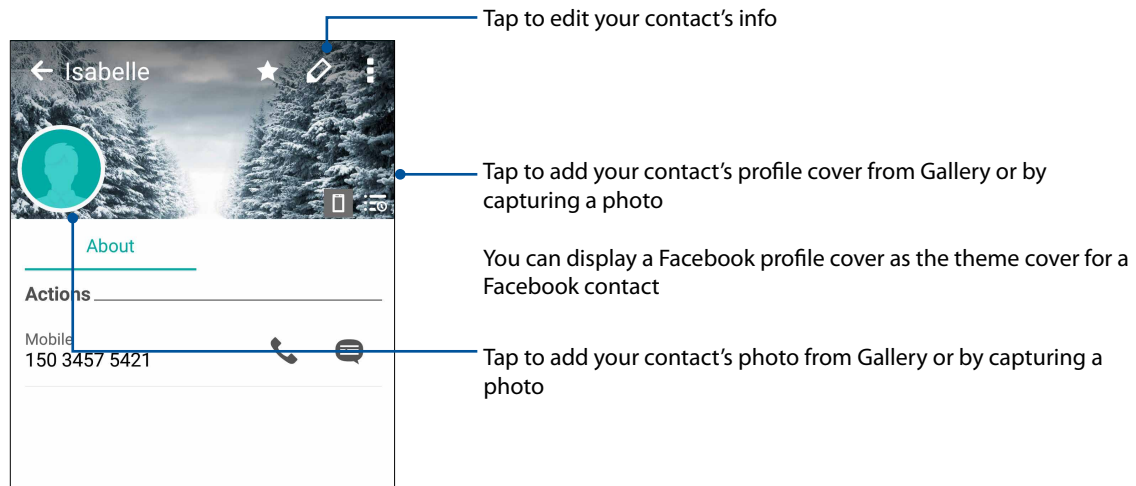 Tap to edit your contact’s info
Isabelle
Tap to add your contact’s profile cover from Gallery or by
capturing a photo
You can display a Facebook profile cover as the theme cover for a
Facebook contact
About
Actions
Mobile
150 3457 5421
Tap to add your contact’s photo from Gallery or by capturing a
photo